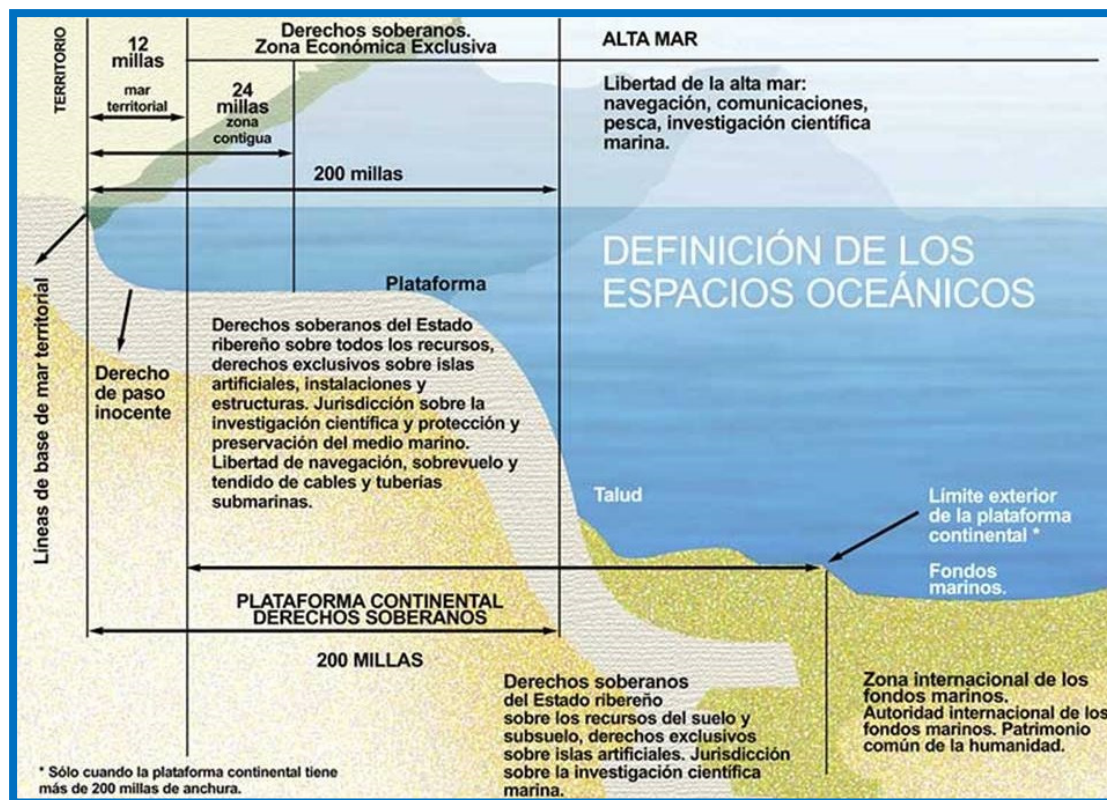 TERRITORIO
12
millas
mar
territorial
Derechos soberanos.
Zona Económica Exclusiva
24
millas
zona
contigua
200 millas
ALTA MAR
Libertad de la alta mar:
navegación, comunicaciones,
pesca, investigación científica
marina.
DEFINICIÓN DE LOS
ESPACIOS OCEÁNICOS
Líneas de base de mar territorial
Derecho
de paso
inocente
Plataforma
Derechos soberanos del Estado
ribereño sobre todos los recursos,
derechos exclusivos sobre islas
artificiales, instalaciones y
estructuras. Jurisdicción sobre la
investigación científica y protección y
preservación del medio marino.
Libertad de navegación, sobrevuelo y
tendido de cables y tuberías
submarinas.
Talud
Límite exterior
de la plataforma
continental *
Fondos
marinos.
PLATAFORMA CONTINENTAL
DERECHOS SOBERANOS
200 MILLAS
Derechos soberanos
del Estado ribereño
sobre los recursos del suelo y
subsuelo, derechos exclusivos
sobre islas artificiales. Jurisdicción
sobre la investigación científica
marina.
Zona internacional de los
fondos marinos.
Autoridad internacional de los
fondos marinos. Patrimonio
común de la humanidad.
* Sólo cuando la plataforma continental tiene
más de 200 millas de anchura.